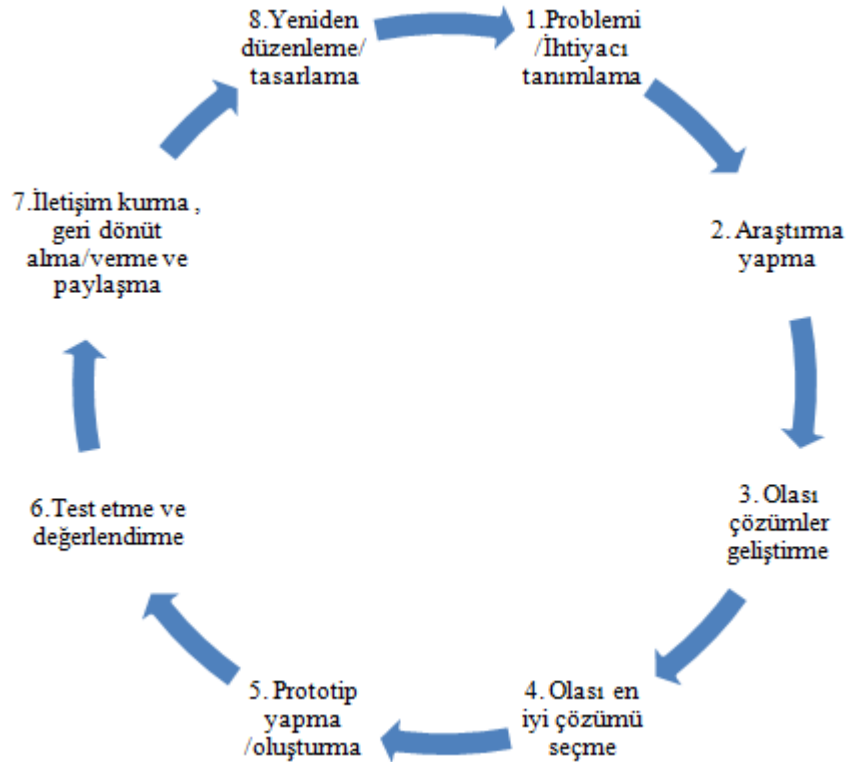 8.Yeniden
düzenleme/
tasarlama
1.Problemi
/İhtiyacı
tanımlama
2. Araştırma
yapma
3. Olası
çözümler
geliştirme
4. Olası en
iyi çözümü
seçme
5. Prototip
yapma
/oluşturma
6.Test etme ve
değerlendirme
7.İletişim kurma ,
geri dönüt
alma/verme ve
paylaşma